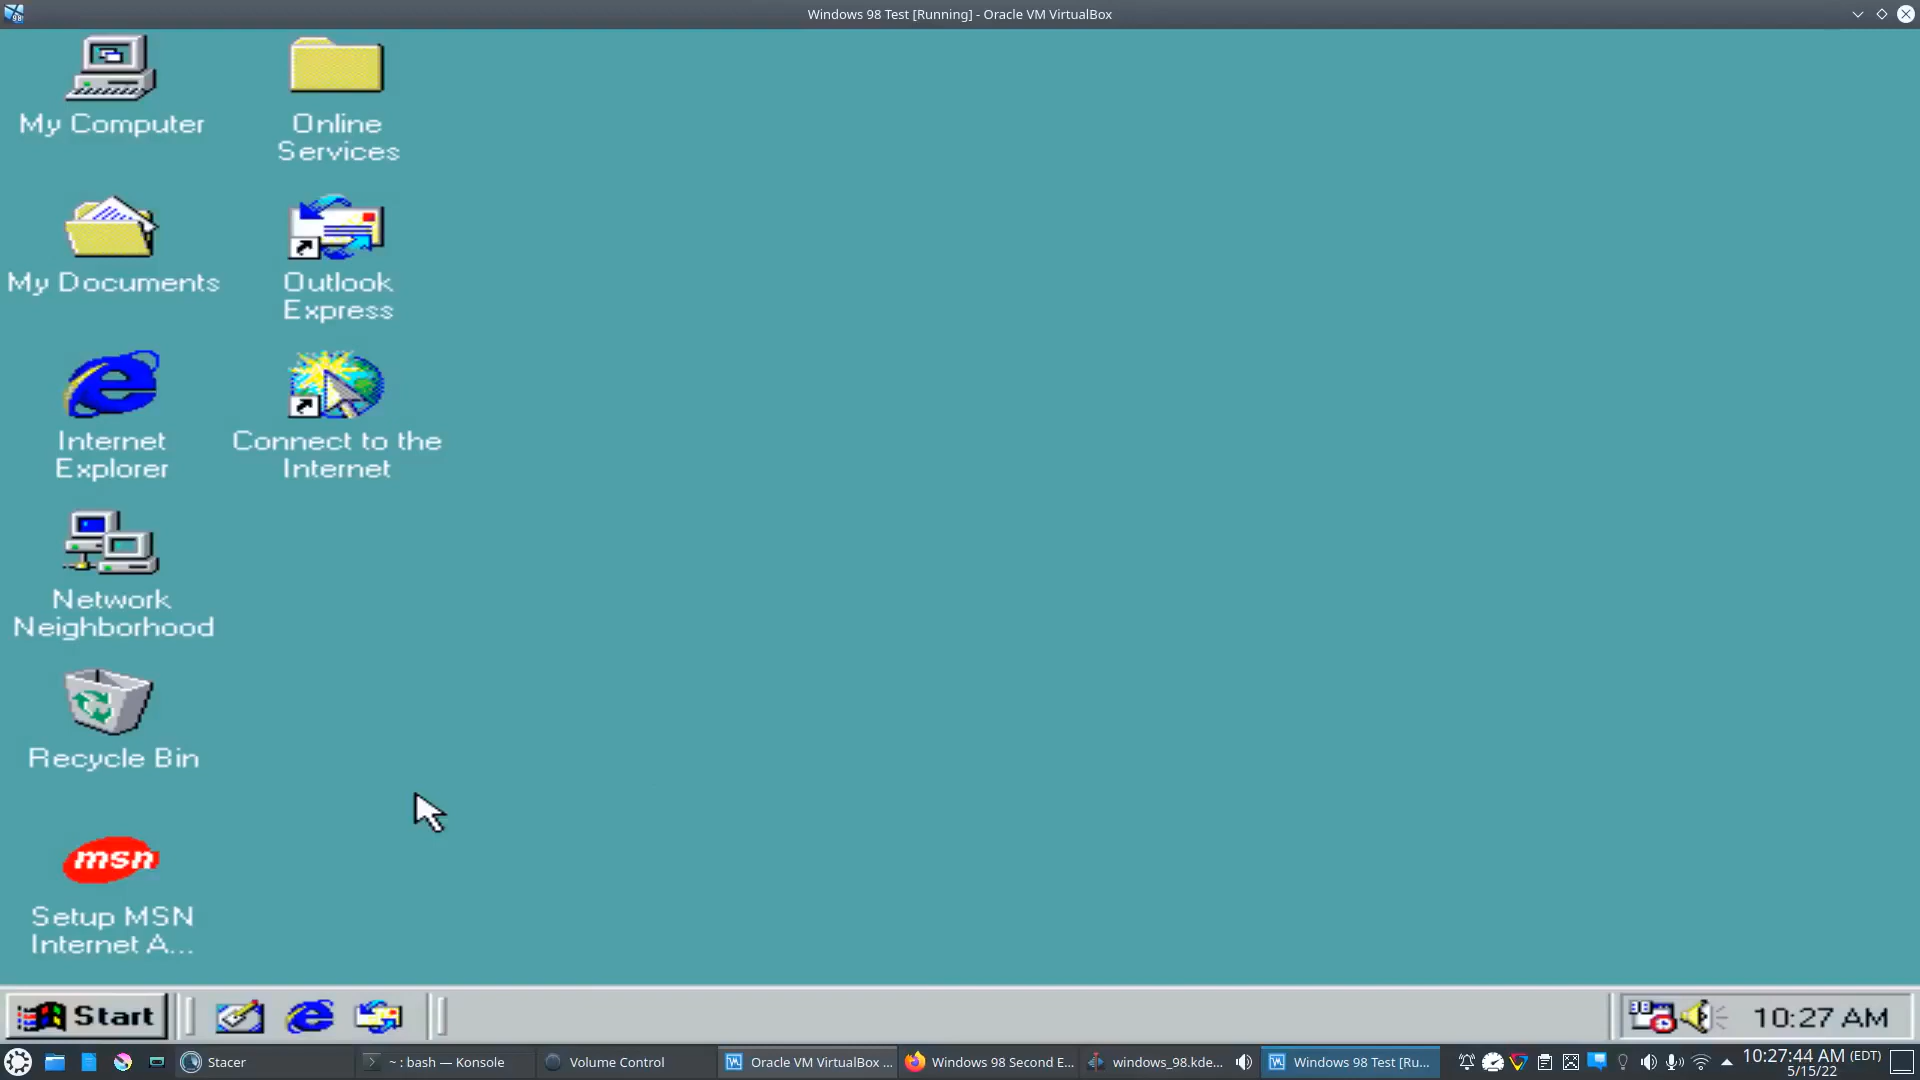 Windows 98 Test [Running] - Oracle VM VirtualBox
My Computer
Online
Services
My Documents
Outlook
Express
Internet
Explorer
Connect to the
Internet
Network
Neighborhood
Recycle Bin
msn
Setup MSN
Internet A...
Start
10:27 AM
Stacer
~ : bash — Konsole
Volume Control
Oracle VM VirtualBox ...
Windows 98 Second E...
windows_98.kde...
Windows 98 Test [Ru...
10:27:44 AM (EDT)
5/15/22